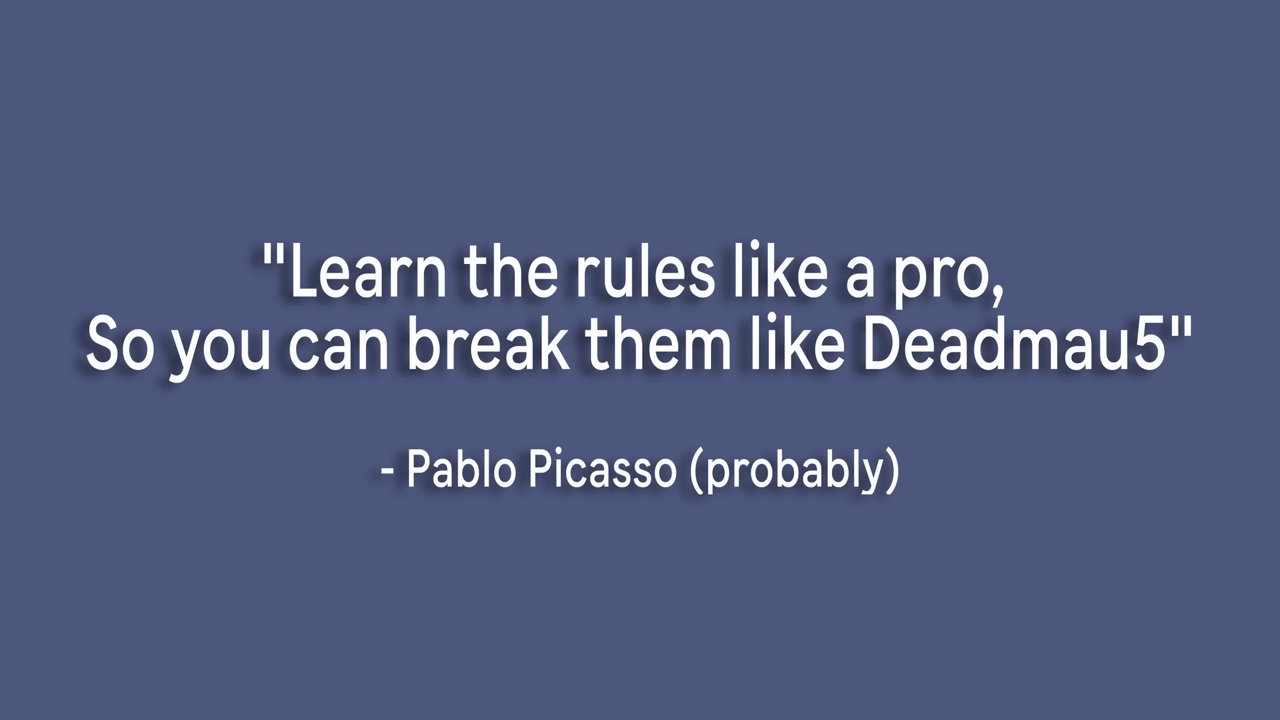 "Learn the rules like a pro,
So you can break them like Deadmau5"
- Pablo Picasso (probably)